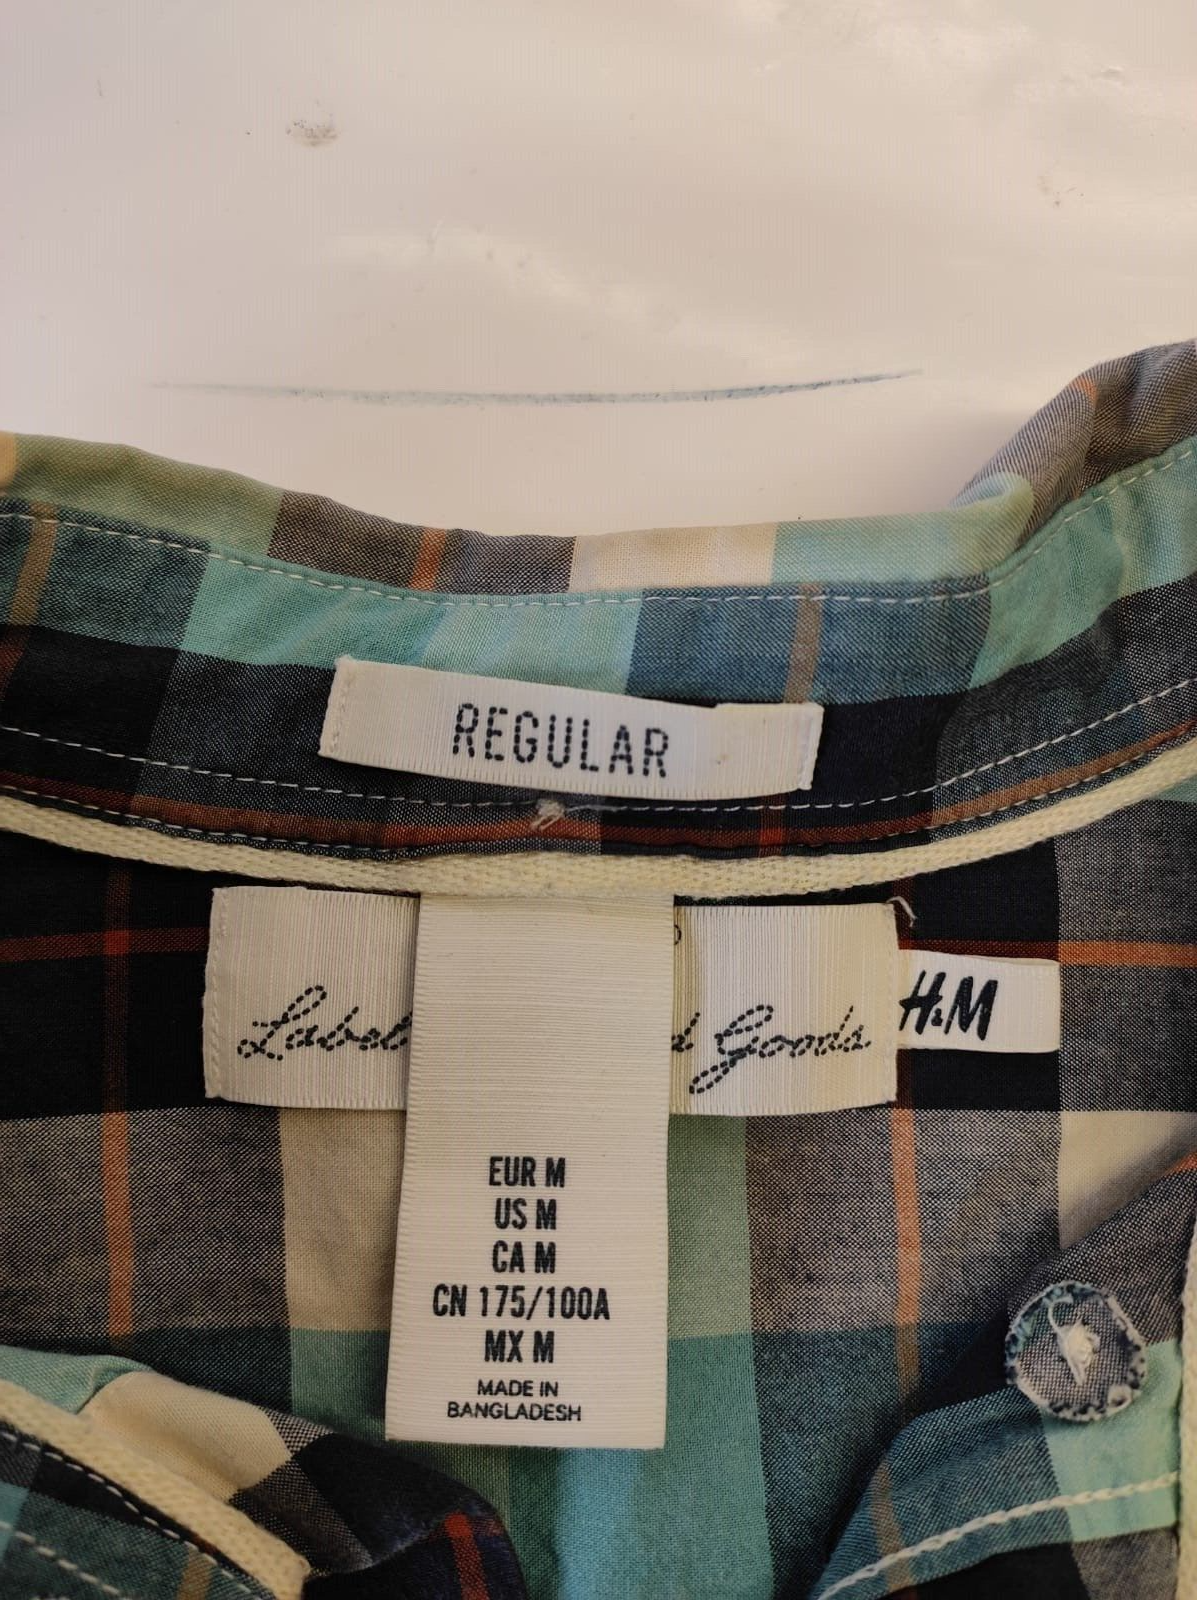 REGULAR
Goods
H&M
EUR M
US M
CA M
CN 175/100A
MX M
MADE IN
BANGLADESH